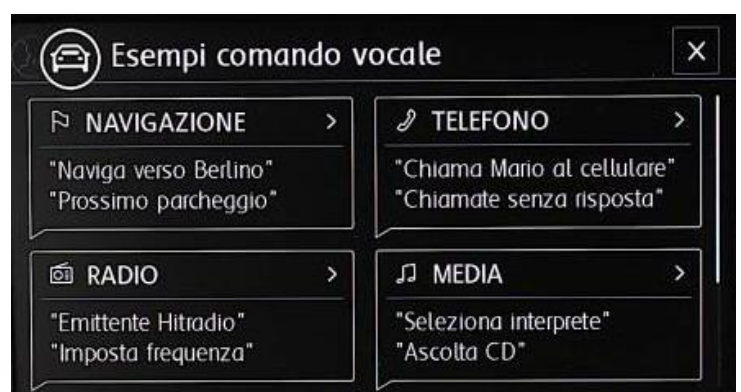 Esempi comando vocale
NAVIGAZIONE
"Naviga verso Berlino"
"Prossimo parcheggio"
TELEFONO
"Chiama Mario al cellulare"
"Chiamate senza risposta"
RADIO
"Emittente Hitradio"
"Imposta frequenza"
MEDIA
"Seleziona interprete"
"Ascolta CD"